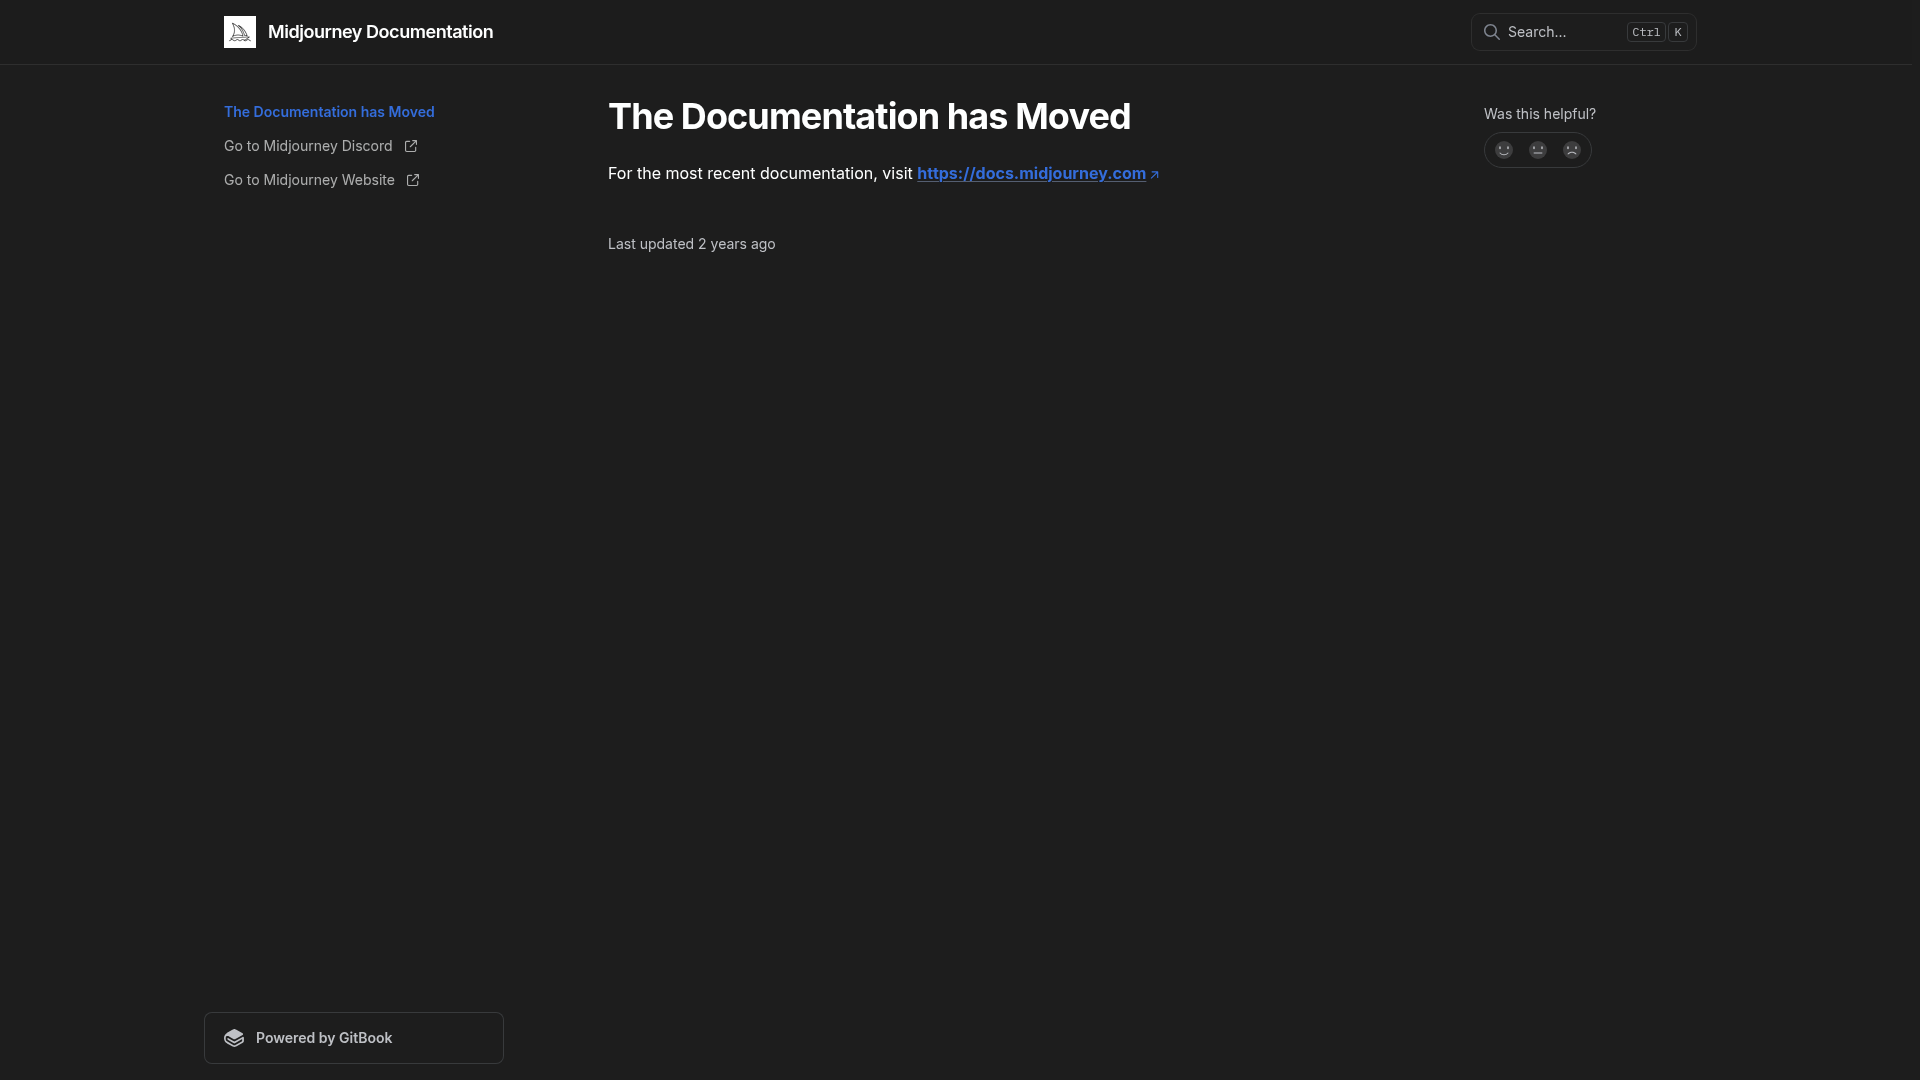 Midjourney Documentation
Search...
Ctrl
K
The Documentation has Moved
Go to Midjourney Discord
Go to Midjourney Website
The Documentation has Moved
For the most recent documentation, visit https://docs.midjourney.com
Last updated 2 years ago
Was this helpful?
Powered by GitBook